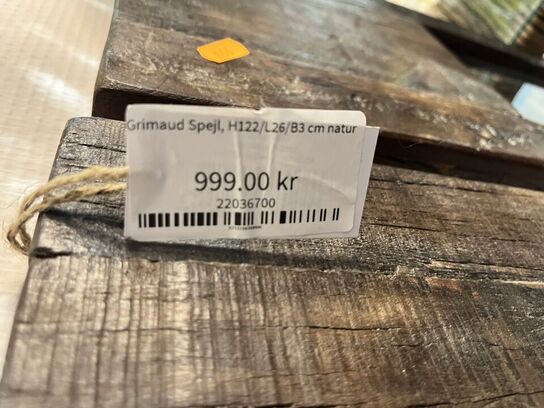 Grimaud Spejl, H122/L26/B3 cm natur
999.00 kr
22036700